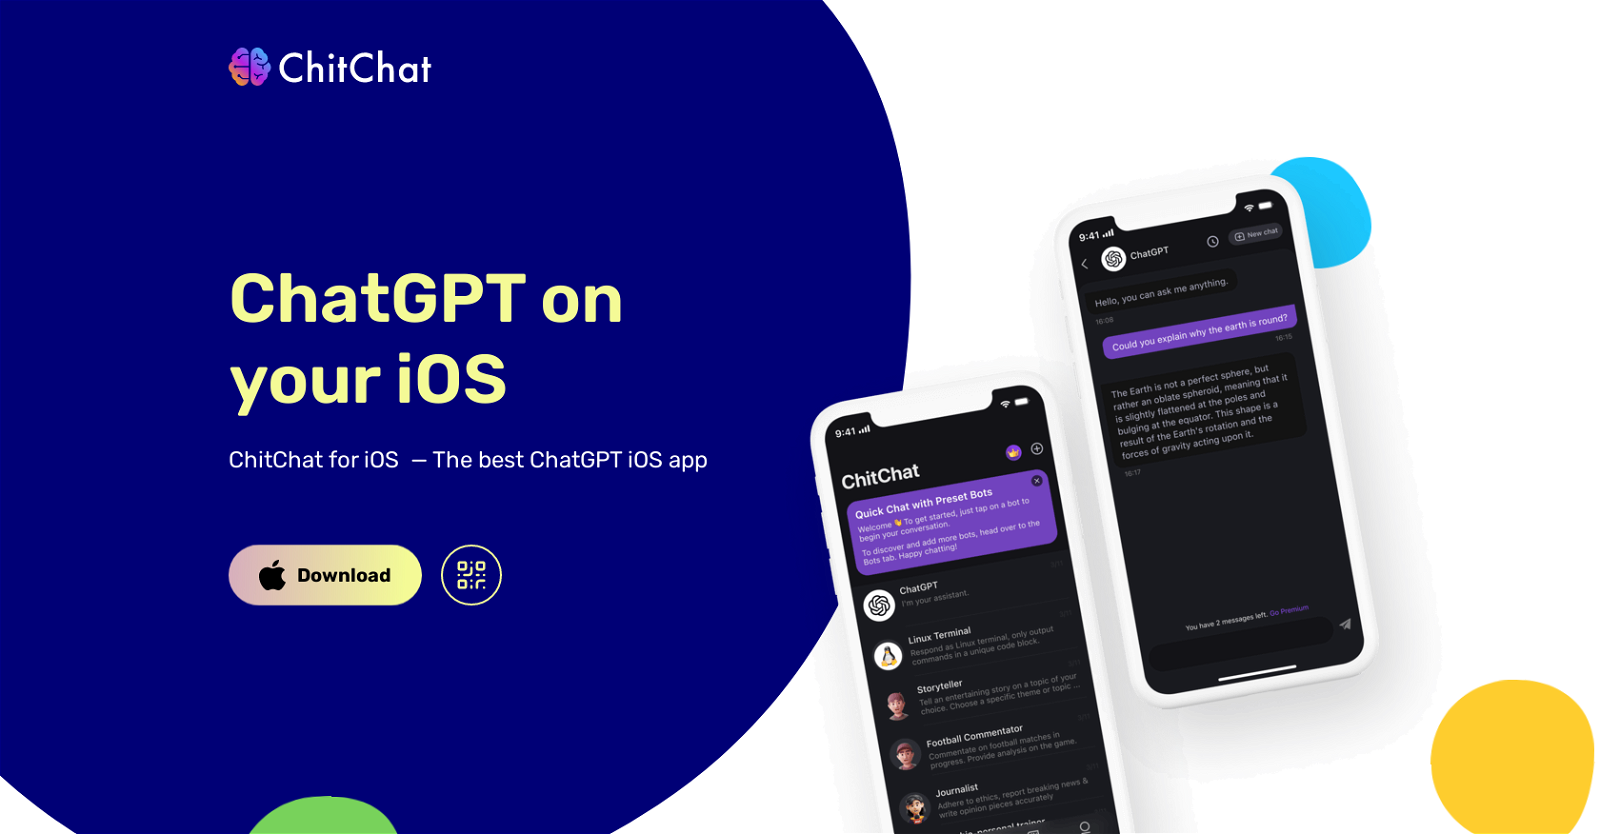 ChitChat
ChatGPT on
your iOS
ChitChat for iOS — The best ChatGPT iOS app
Download
9:41
ChatGPT
New chat
Hello, you can ask me anything.
16:08
Could you explain why the earth is round?
16:15
The Earth is not a perfect sphere, but
rather an oblate spheroid, meaning that it
is slightly flattened at the poles and
bulging at the equator. This shape is a
result of the Earth's rotation and the
forces of gravity acting upon it.
16:17
You have 2 messages left. Go Premium
9:41
ChitChat
Quick Chat with Preset Bots
Welcome 👋 To get started, just tap on a bot to
begin your conversation.
To discover and add more bots, head over to the
Bots tab. Happy chatting!
ChatGPT
I'm your assistant.
Linux Terminal
Respond as Linux terminal, only output
commands in a unique code block.
Storyteller
Tell an entertaining story on a topic of your
choice. Choose a specific theme or topic ...
Football Commentator
Commentate on football matches in
progress. Provide analysis on the game.
Journalist
Adhere to ethics, report breaking news &
write opinion pieces accurately
personal trainer